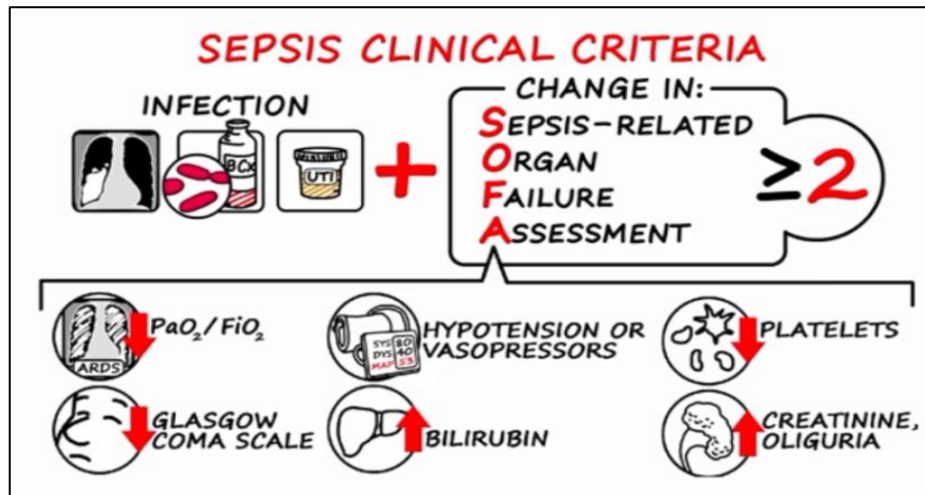 SEPSIS CLINICAL CRITERIA
INFECTION
BCX
UTI
+
CHANGE IN:
SEPSIS-RELATED
ORGAN
FAILURE
ASSESSMENT
≥2
PaO₂/FiO₂
ARDS
HYPOTENSION OR
VASOPRESSORS
SYS 80
DYS 40
MAP 53
PLATELETS
GLASGOW
COMA SCALE
BILIRUBIN
CREATININE,
OLIGURIA